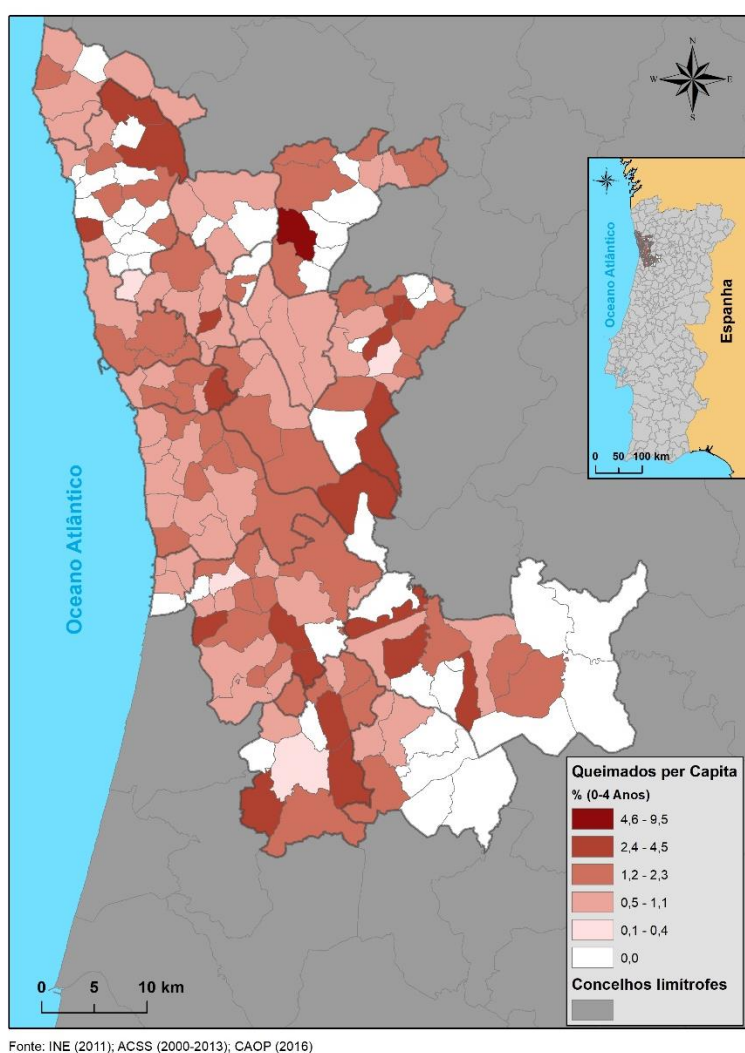 N
W E
S
Oceano Atlântico
Espanha
0 50 100 km
Oceano Atlântico
Queimados per Capita
% (0-4 Anos)
4,6 - 9,5
2,4 - 4,5
1,2 - 2,3
0,5 - 1,1
0,1 - 0,4
0,0
Concelhos limítrofes
0 5 10 km
Fonte: INE (2011); ACSS (2000-2013); CAOP (2016)